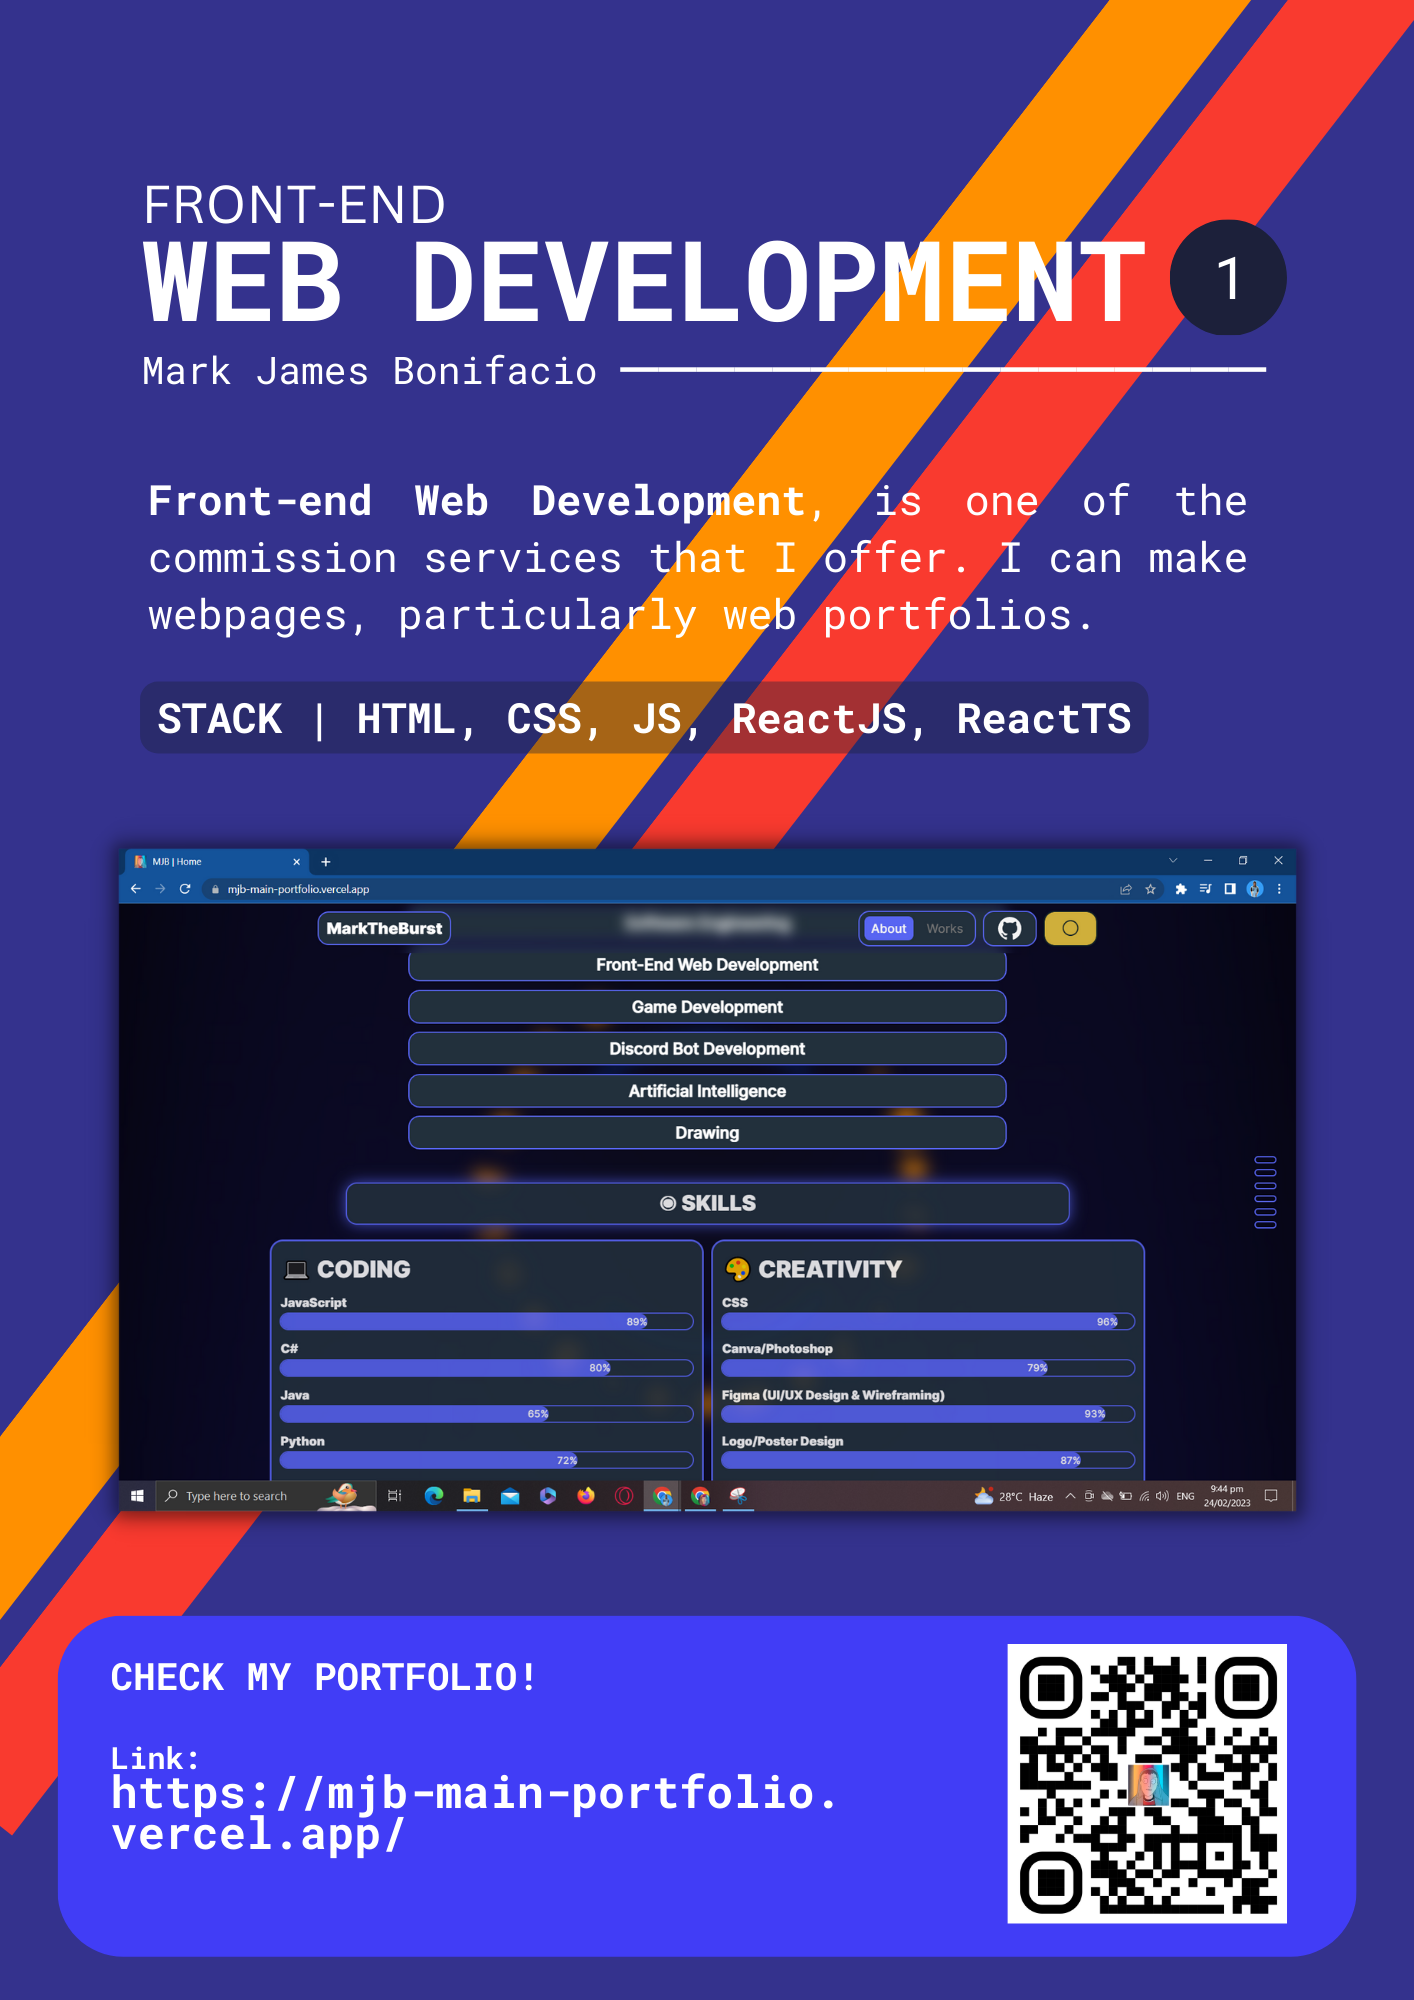 FRONT-END
WEB DEVELOPMENT
1
Mark James Bonifacio
Front-end Web Development, is one of the
commission services that I offer. I can make
webpages, particularly web portfolios.
STACK | HTML, CSS, JS, ReactJS, ReactTS
MJB | Home
mjb-main-portfolio.vercel.app
MarkTheBurst
Software Engineering
About Works
Front-End Web Development
Game Development
Discord Bot Development
Artificial Intelligence
Drawing
SKILLS
CODING
JavaScript
89%
C#
80%
Java
65%
Python
72%
CREATIVITY
CSS
96%
Canva/Photoshop
79%
Figma (UI/UX Design & Wireframing)
93%
Logo/Poster Design
87%
Type here to search
28°C Haze
ENG
9:44 pm
24/02/2023
CHECK MY PORTFOLIO!
Link:
https://mjb-main-portfolio.
vercel.app/